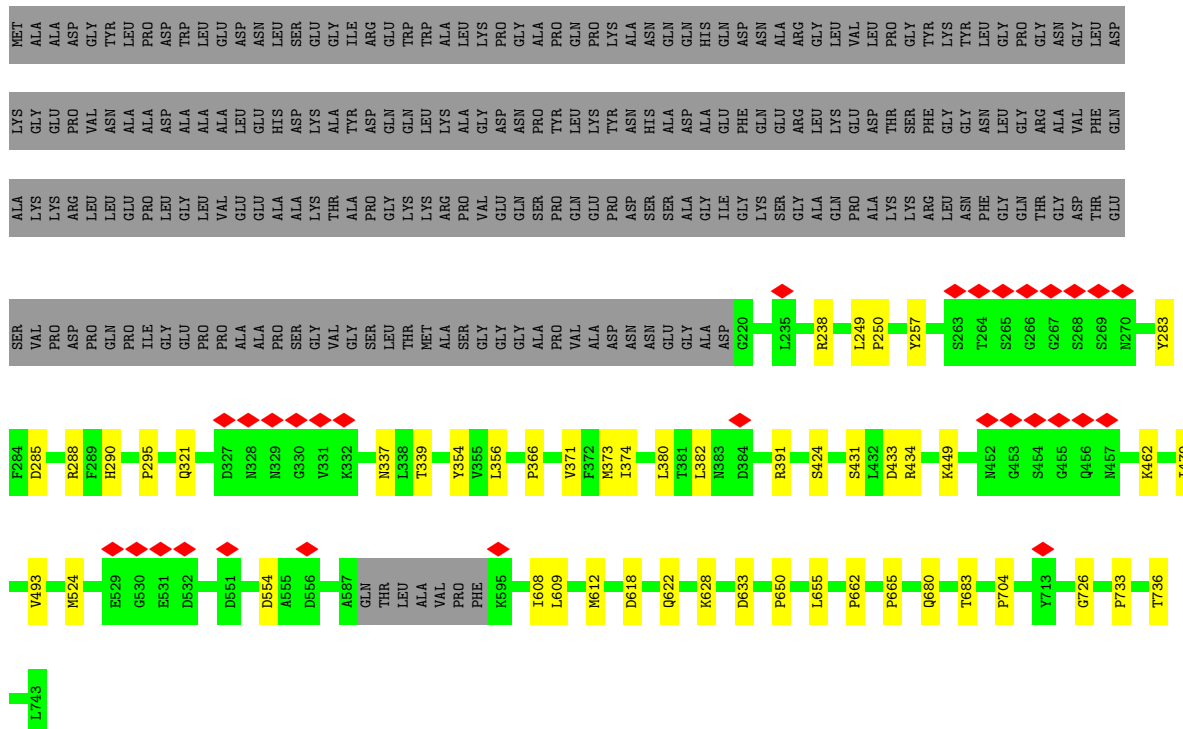 MET ALA ALA ASP GLY TYR LEU PRO ASP TRP LEU GLU ASP ASN LEU SER GLU GLY ILE ARG GLU TRP TRP ALA LEU LYS PRO GLY ALA PRO GLN PRO LYS ALA ASN GLN GLN HIS GLN ASP ASN ALA ARG GLY LEU VAL LEU PRO GLY TYR LYS TYR LEU GLY PRO GLY ASN GLY LEU ASP
LYS GLY GLU PRO VAL ASN ALA ALA ASP ALA ALA ALA LEU GLU HIS ASP LYS ALA TYR ASP GLN GLN LEU LYS ALA GLY ASP ASN PRO TYR LEU LYS TYR ASN HIS ALA ASP ALA GLU PHE GLN GLU ARG LEU LYS GLU ASP THR SER PHE GLY GLY ASN LEU GLY ARG ALA VAL PHE GLN
ALA LYS LYS ARG LEU LEU GLU PRO LEU GLY LEU VAL GLU GLU ALA ALA LYS THR ALA PRO GLY LYS LYS ARG PRO VAL GLU GLN SER PRO GLN GLU PRO ASP SER SER ALA GLY ILE GLY LYS SER GLY ALA GLN PRO ALA LYS LYS ARG LEU ASN PHE GLY GLN THR GLY ASP THR GLU
SER VAL PRO ASP PRO GLN PRO ILE GLY GLU PRO PRO ALA ALA PRO SER GLY VAL GLY SER LEU THR MET ALA SER GLY GLY GLY ALA PRO VAL ALA ASP ASN ASN GLU GLY ALA ASP G220 L235 R238 L249 P250 Y257 S263 T264 S265 G266 G267 S268 S269 N270 Y283
F284 D285 R288 F289 H290 P295 Q321 D327 N328 N329 G330 V331 K332 N337 L338 T339 Y354 V355 L356 P366 V371 F372 M373 I374 L380 T381 L382 N383 D384 R391 S424 S431 L432 D433 R434 K449 N452 G453 S454 G455 Q456 N457 K462
V493 M524 E529 G530 E531 D532 D551 D554 A555 D556 A587 GLN THR LEU ALA VAL PRO PHE K595 I608 L609 M612 D618 Q622 K628 D633 P650 L655 P662 P665 Q680 T683 P704 Y713 G726 P733 T736
L743